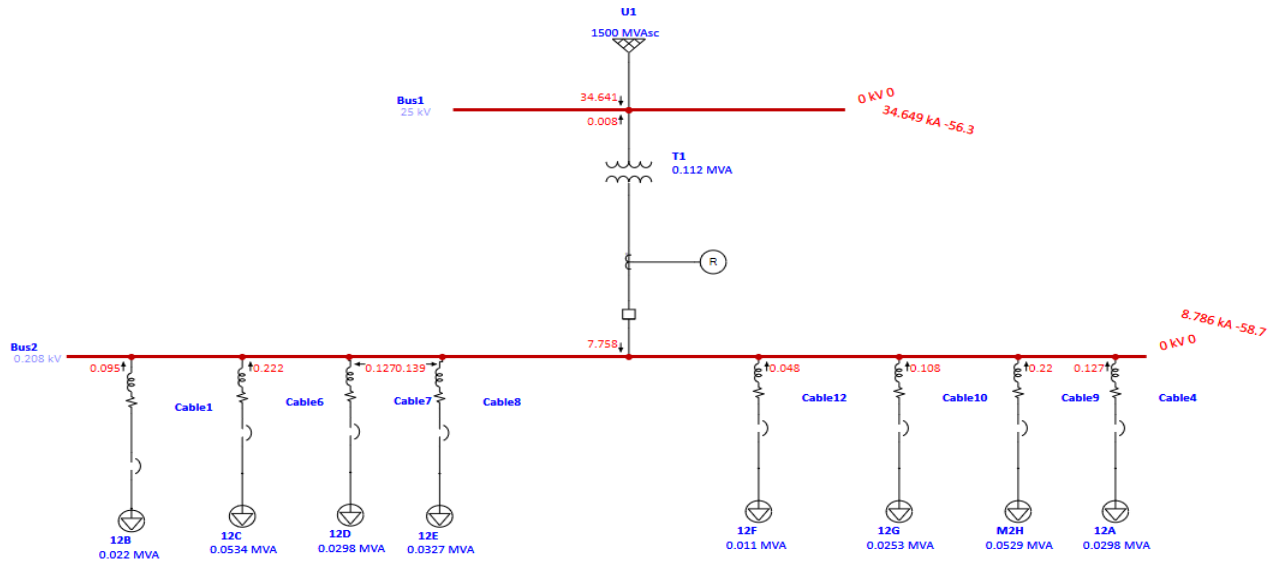 U1
1500 MVAsc
34.641
Bus1
25 kV
0.008
0 kV 0
34.649 kA -56.3
T1
0.112 MVA
R
8.786 kA -58.7
0 kV 0
7.758
Bus2
0.208 kV
0.095
0.222
0.127
0.139
0.048
0.108
0.22
0.127
Cable1
Cable6
Cable7
Cable8
Cable12
Cable10
Cable9
Cable4
12B
0.022 MVA
12C
0.0534 MVA
12D
0.0298 MVA
12E
0.0327 MVA
12F
0.011 MVA
12G
0.0253 MVA
M2H
0.0529 MVA
12A
0.0298 MVA